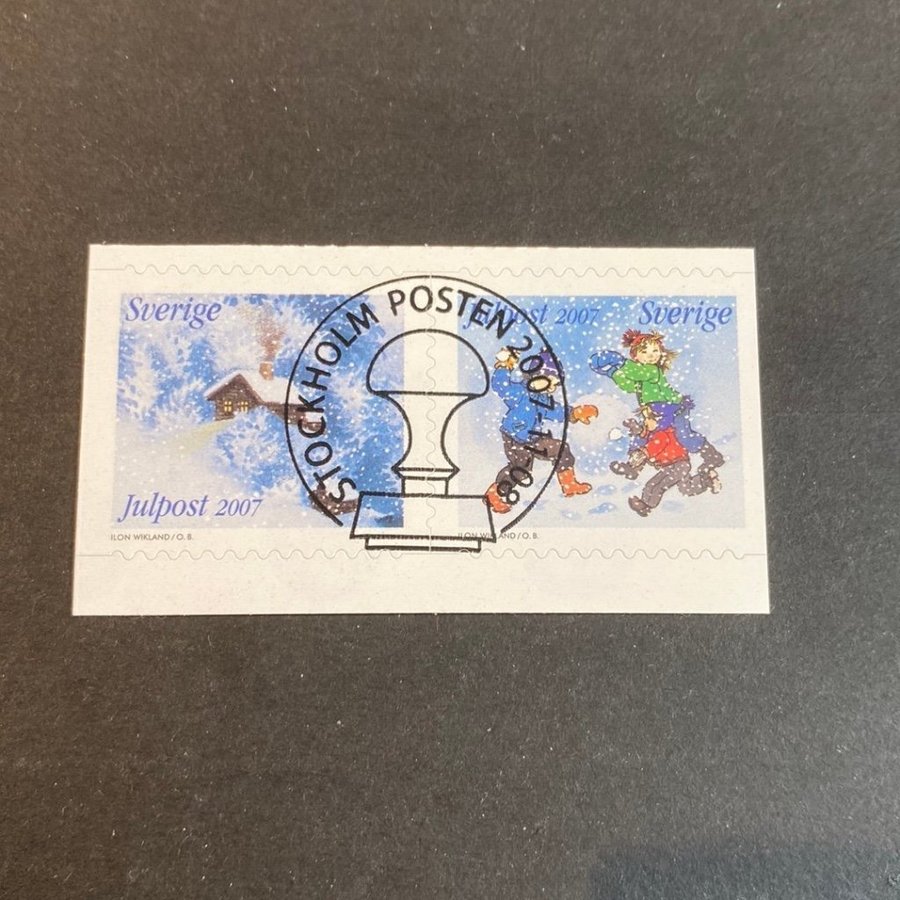 Sverige
Julpost 2007
ILON WIKLAND / O. B.
Julpost 2007 Sverige
ILON WIKLAND / O. B.
STOCKHOLM POSTEN 2007-11-08